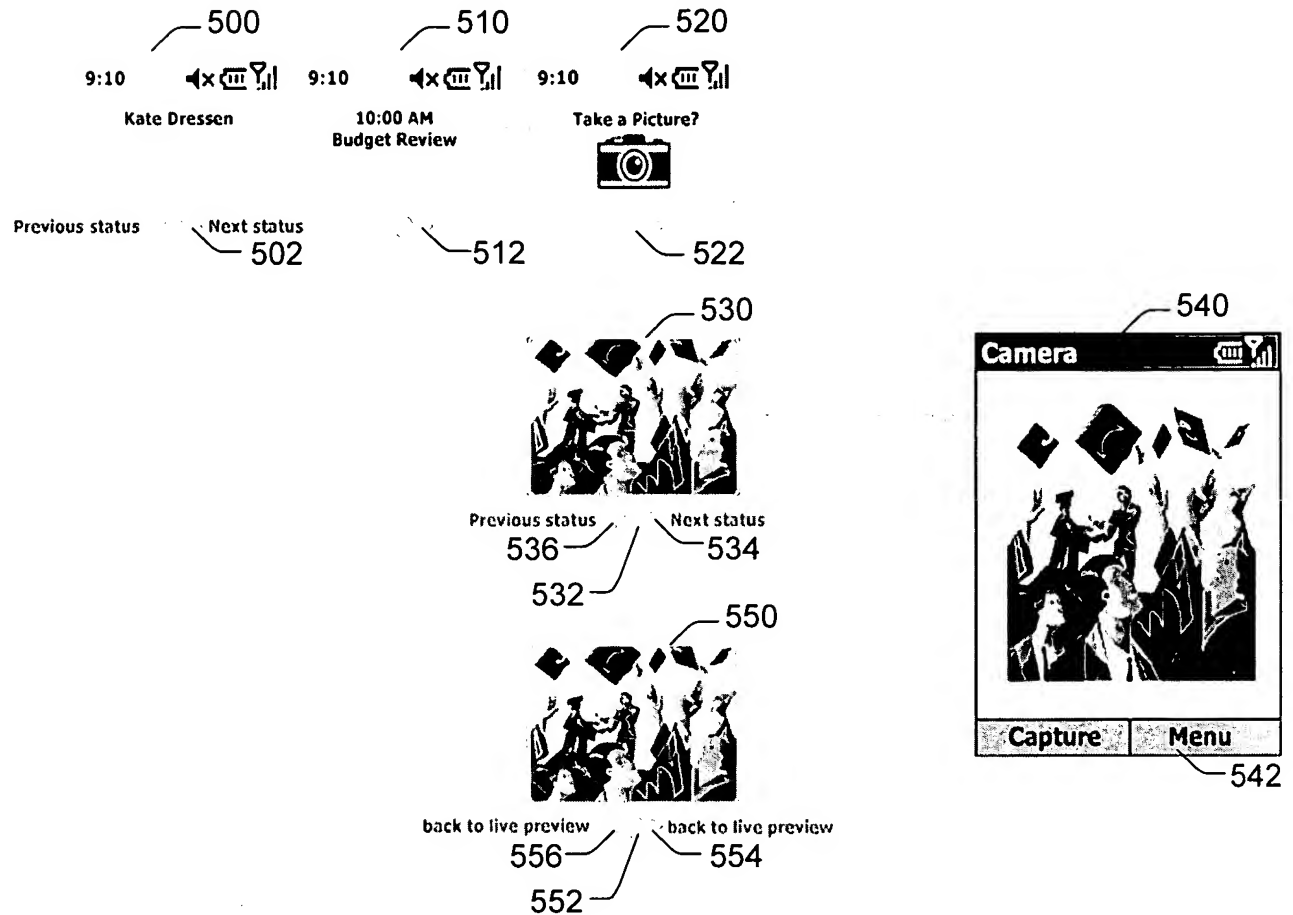 500 510 520
9:10 9:10 9:10
Kate Dressen 10:00 AM Take a Picture?
Budget Review
Previous status Next status
502 512 522
530 540
Camera
Previous status Next status
536 534
532
550
Capture Menu
542
back to live preview back to live preview
556 554
552